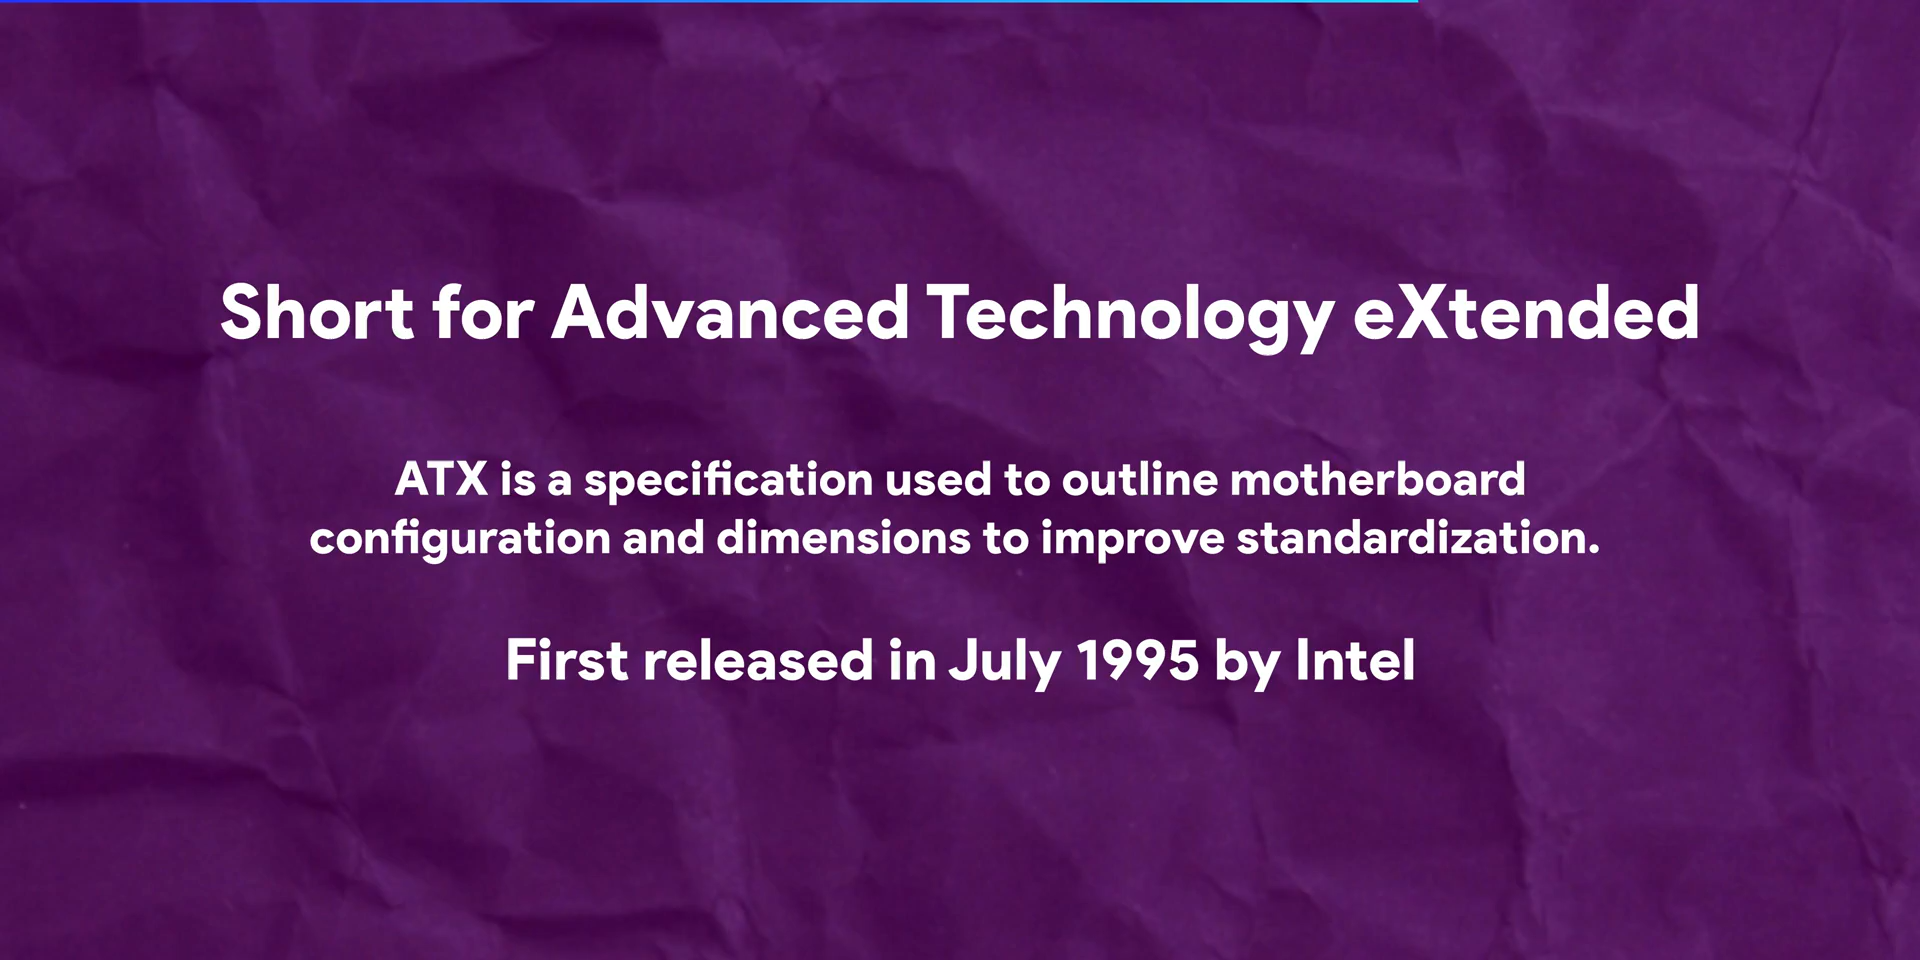 Short for Advanced Technology eXtended
ATX is a specification used to outline motherboard
configuration and dimensions to improve standardization.
First released in July 1995 by Intel